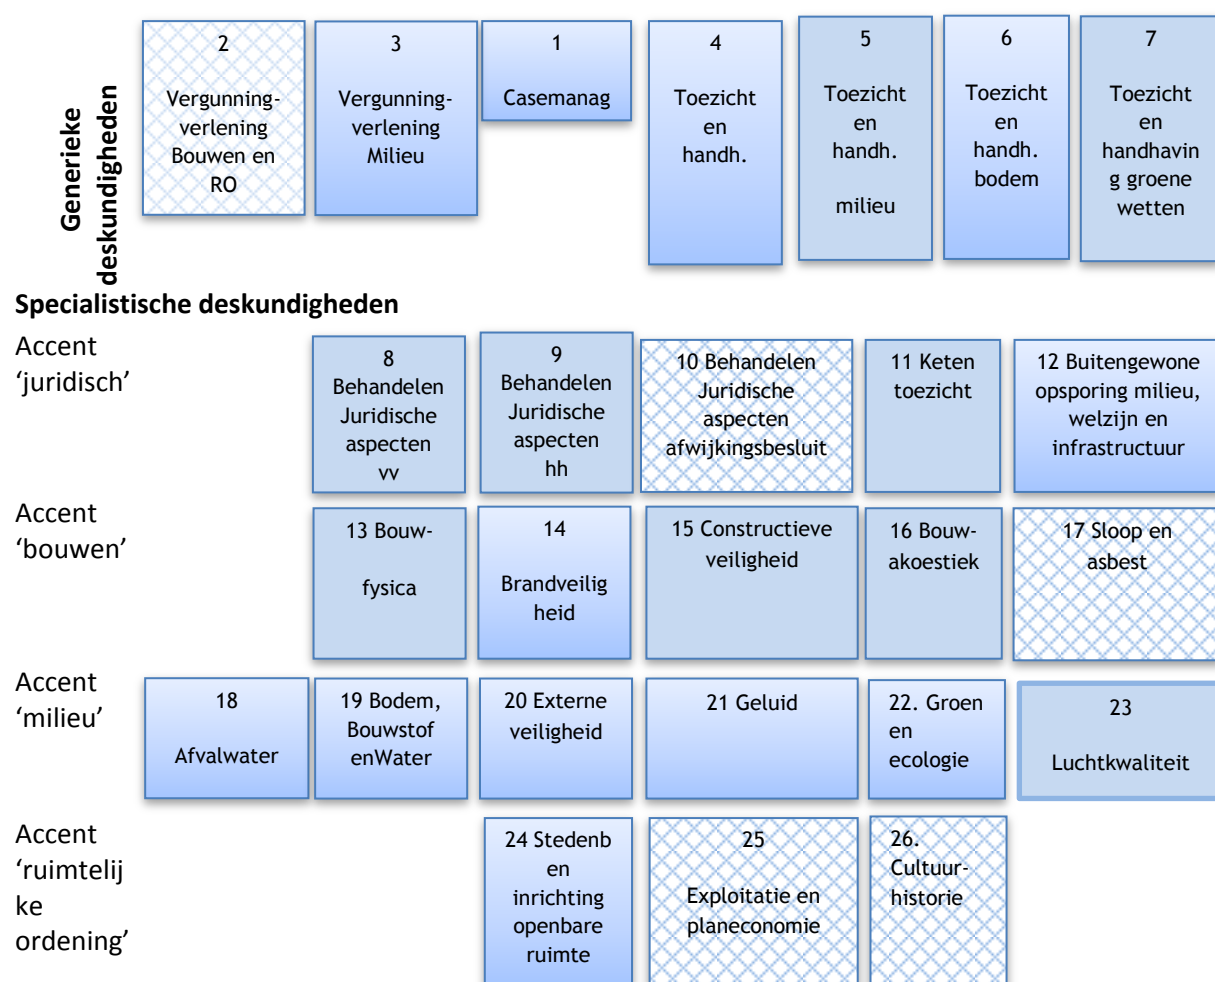 Generieke
deskundigheden
2
Vergunning-
verlening
Bouwen en
RO
3
Vergunning-
verlening
Milieu
1
Casemanag
4
Toezicht
en
handh.
5
Toezicht
en
handh.
milieu
6
Toezicht
en
handh.
bodem
7
Toezicht
en
handhavin
g groene
wetten
Specialistische deskundigheden
Accent
‘juridisch’
8
Behandelen
Juridische
aspecten
vv
9
Behandelen
Juridische
aspecten
hh
10 Behandelen
Juridische
aspecten
afwijkingsbesluit
11 Keten
toezicht
12 Buitengewone
opsporing milieu,
welzijn en
infrastructuur
Accent
‘bouwen’
13 Bouw-
fysica
14
Brandveilig
heid
15 Constructieve
veiligheid
16 Bouw-
akoestiek
17 Sloop en
asbest
Accent
‘milieu’
18
Afvalwater
19 Bodem,
Bouwstof
enWater
20 Externe
veiligheid
21 Geluid
22. Groen
en
ecologie
23
Luchtkwaliteit
Accent
‘ruimtelij
ke
ordening’
24 Stedenb
en
inrichting
openbare
ruimte
25
Exploitatie en
planeconomie
26.
Cultuur-
historie